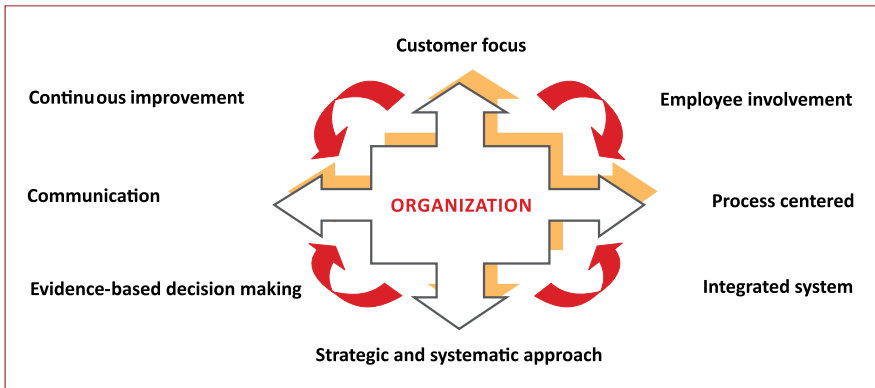 Customer focus
Continuous improvement
Employee involvement
Communication
ORGANIZATION
Process centered
Evidence-based decision making
Integrated system
Strategic and systematic approach